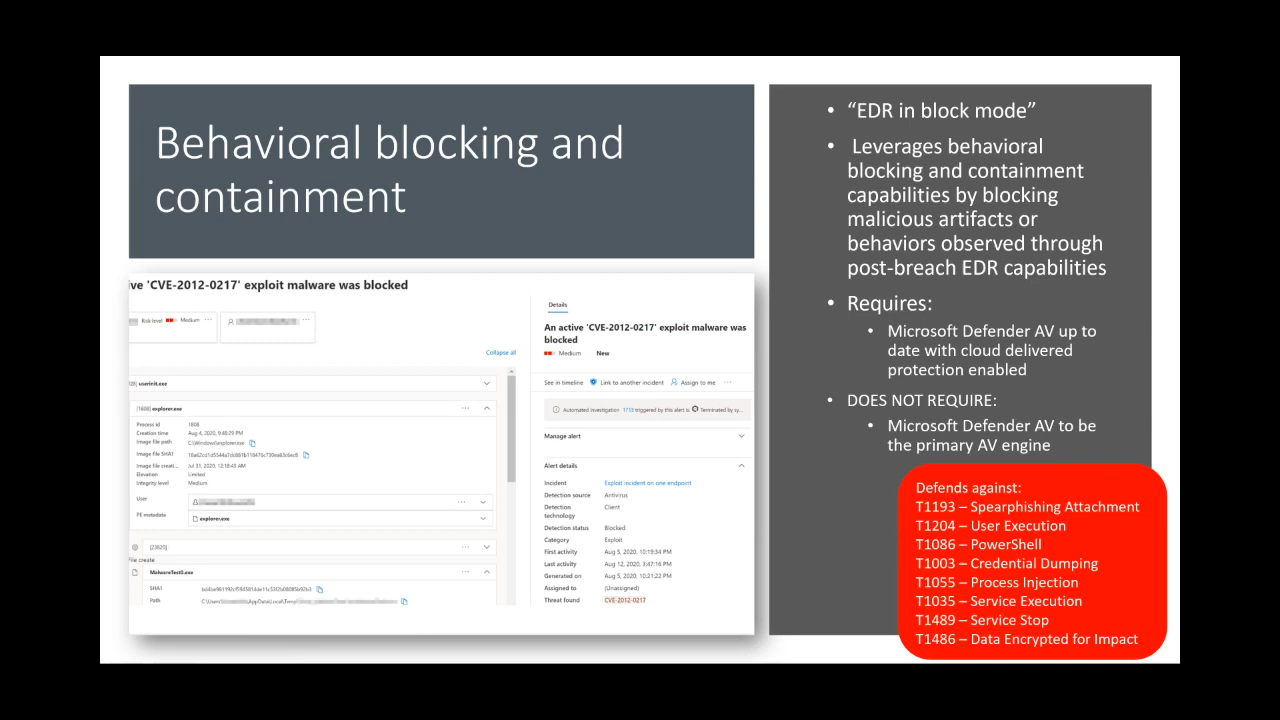 Behavioral blocking and
containment
ive 'CVE-2012-0217' exploit malware was blocked
Risk level Medium ...
...
Collapse all
userinit.exe
[1808] explorer.exe ...
Process id 1808
Creation time Aug 4, 2020, 9:48:29 PM
Image file path C:\Windows\explorer.exe
Image file SHA1
Image file creati... Jul 31, 2020, 12:18:43 AM
Elevation Limited
Integrity level Medium
User ...
PE metadata explorer.exe
[23620] ...
File create
MalwareTest0.exe ...
SHA1
Path
Details
An active 'CVE-2012-0217' exploit malware was
blocked
Medium New
See in timeline Link to another incident Assign to me ...
Automated investigation 1713 triggered by this alert is Terminated by sy...
Manage alert
Alert details
Incident Exploit incident on one endpoint
Detection source Antivirus
Detection
technology Client
Detection status Blocked
Category Exploit
First activity Aug 5, 2020, 10:19:34 PM
Last activity Aug 12, 2020, 3:47:16 PM
Generated on Aug 5, 2020, 10:21:22 PM
Assigned to (Unassigned)
Threat found CVE-2012-0217
• “EDR in block mode”
• Leverages behavioral
blocking and containment
capabilities by blocking
malicious artifacts or
behaviors observed through
post-breach EDR capabilities
• Requires:
• Microsoft Defender AV up to
date with cloud delivered
protection enabled
• DOES NOT REQUIRE:
• Microsoft Defender AV to be
the primary AV engine
Defends against:
T1193 – Spearphishing Attachment
T1204 – User Execution
T1086 – PowerShell
T1003 – Credential Dumping
T1055 – Process Injection
T1035 – Service Execution
T1489 – Service Stop
T1486 – Data Encrypted for Impact